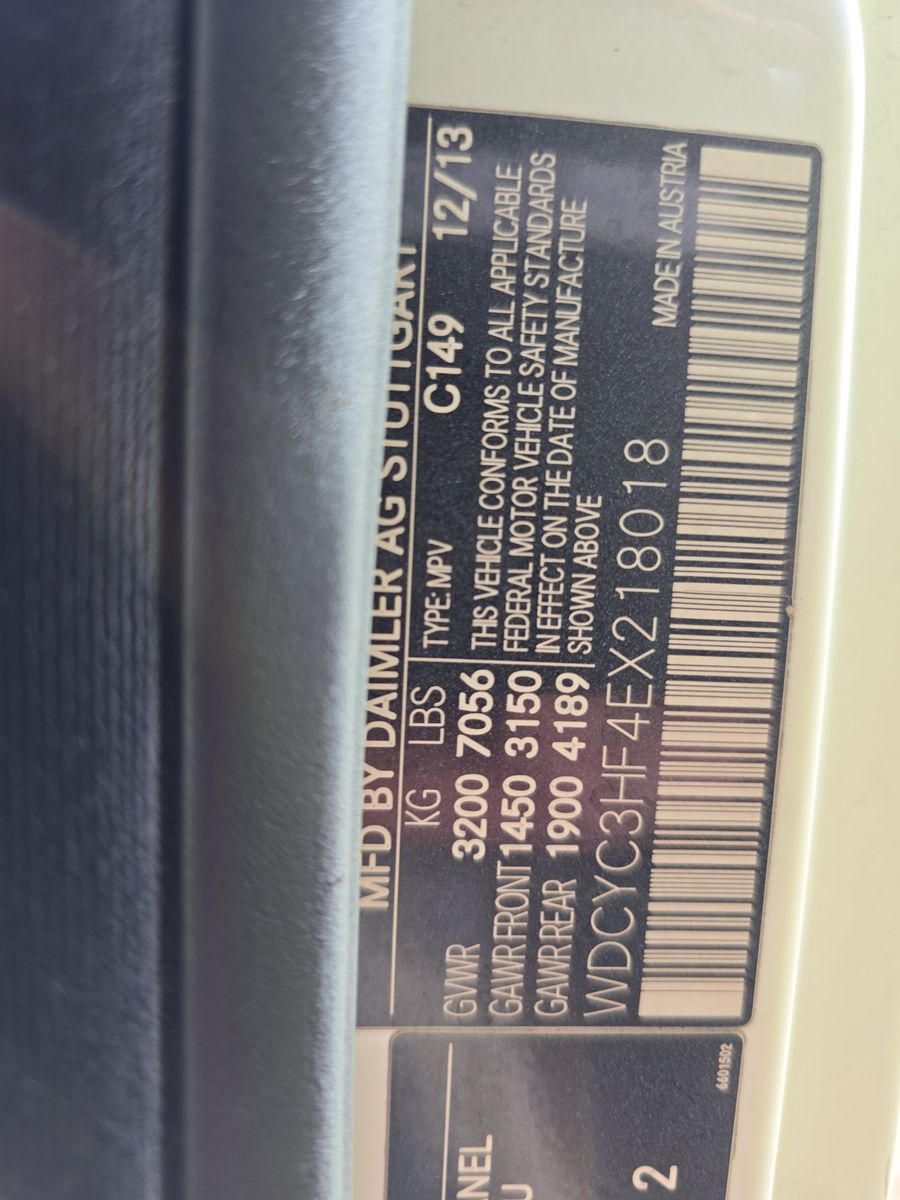 MFD BY DAIMLER AG STUTTGART
KG LBS TYPE: MPV C149 12/13
GVWR 3200 7056
GAWR FRONT 1450 3150
GAWR REAR 1900 4189
THIS VEHICLE CONFORMS TO ALL APPLICABLE
FEDERAL MOTOR VEHICLE SAFETY STANDARDS
IN EFFECT ON THE DATE OF MANUFACTURE
SHOWN ABOVE
WDCYC3HF4EX218018
MADE IN AUSTRIA
NEL
2
6601502